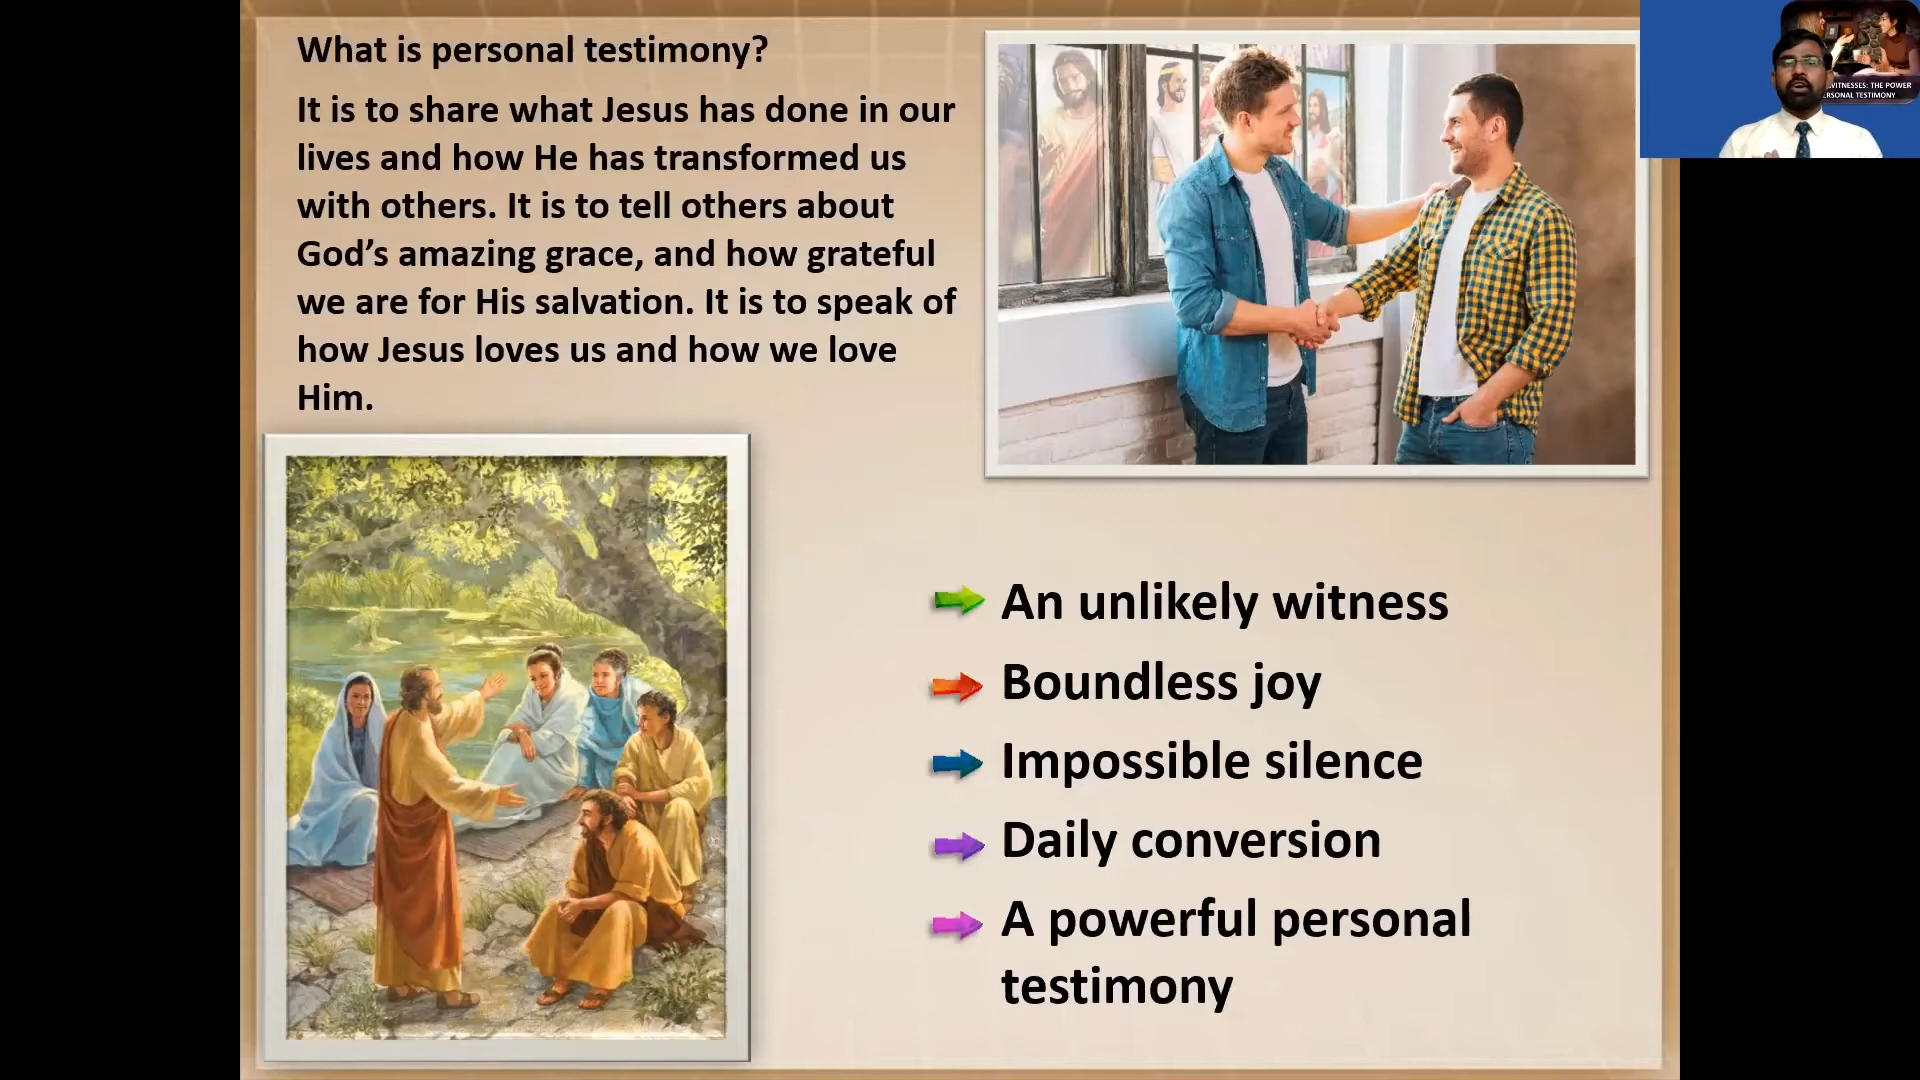 What is personal testimony?
It is to share what Jesus has done in our
lives and how He has transformed us
with others. It is to tell others about
God’s amazing grace, and how grateful
we are for His salvation. It is to speak of
how Jesus loves us and how we love
Him.
An unlikely witness
Boundless joy
Impossible silence
Daily conversion
A powerful personal
testimony
THE POWER
TESTIMONY